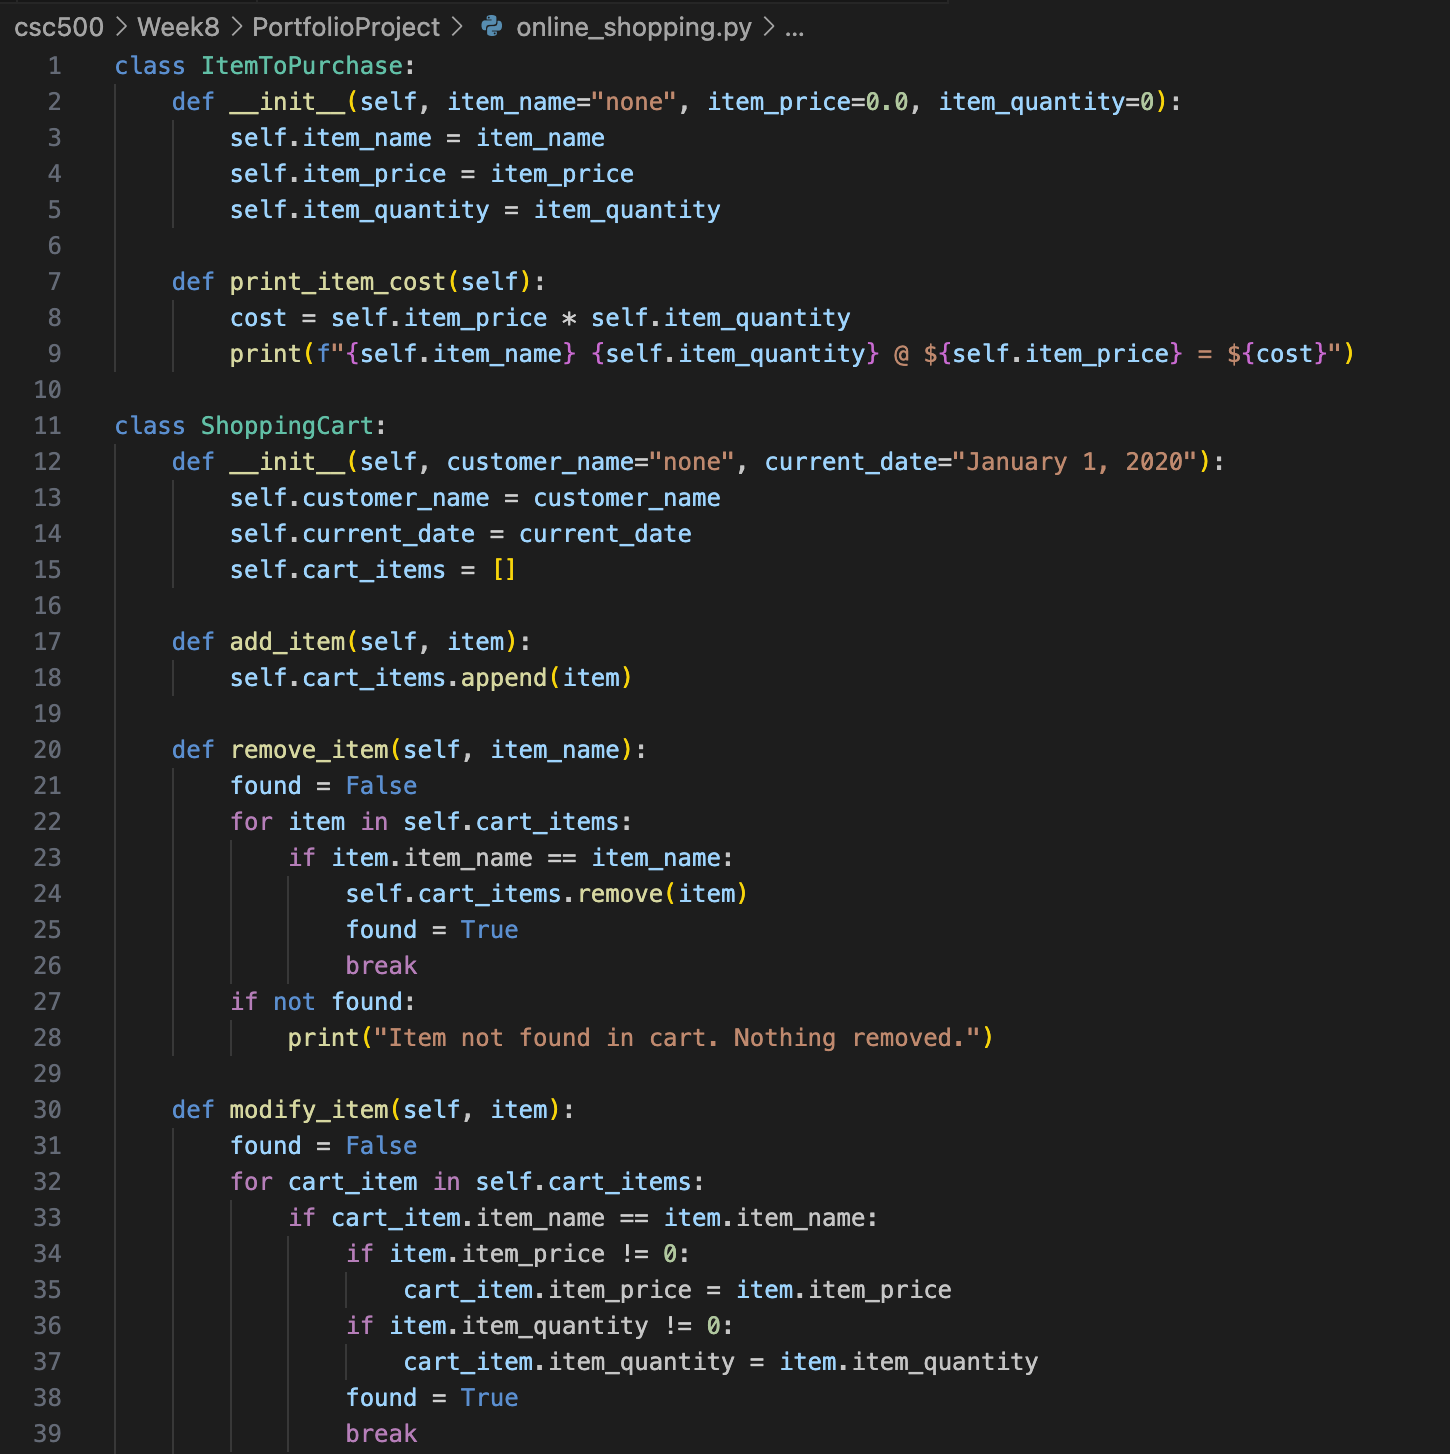 csc500 > Week8 > PortfolioProject > online_shopping.py > ...
1 class ItemToPurchase:
2     def __init__(self, item_name="none", item_price=0.0, item_quantity=0):
3         self.item_name = item_name
4         self.item_price = item_price
5         self.item_quantity = item_quantity
6
7     def print_item_cost(self):
8         cost = self.item_price * self.item_quantity
9         print(f"{self.item_name} {self.item_quantity} @ ${self.item_price} = ${cost}")
10
11 class ShoppingCart:
12     def __init__(self, customer_name="none", current_date="January 1, 2020"):
13         self.customer_name = customer_name
14         self.current_date = current_date
15         self.cart_items = []
16
17     def add_item(self, item):
18         self.cart_items.append(item)
19
20     def remove_item(self, item_name):
21         found = False
22         for item in self.cart_items:
23             if item.item_name == item_name:
24                 self.cart_items.remove(item)
25                 found = True
26                 break
27         if not found:
28             print("Item not found in cart. Nothing removed.")
29
30     def modify_item(self, item):
31         found = False
32         for cart_item in self.cart_items:
33             if cart_item.item_name == item.item_name:
34                 if item.item_price != 0:
35                     cart_item.item_price = item.item_price
36                 if item.item_quantity != 0:
37                     cart_item.item_quantity = item.item_quantity
38                 found = True
39                 break